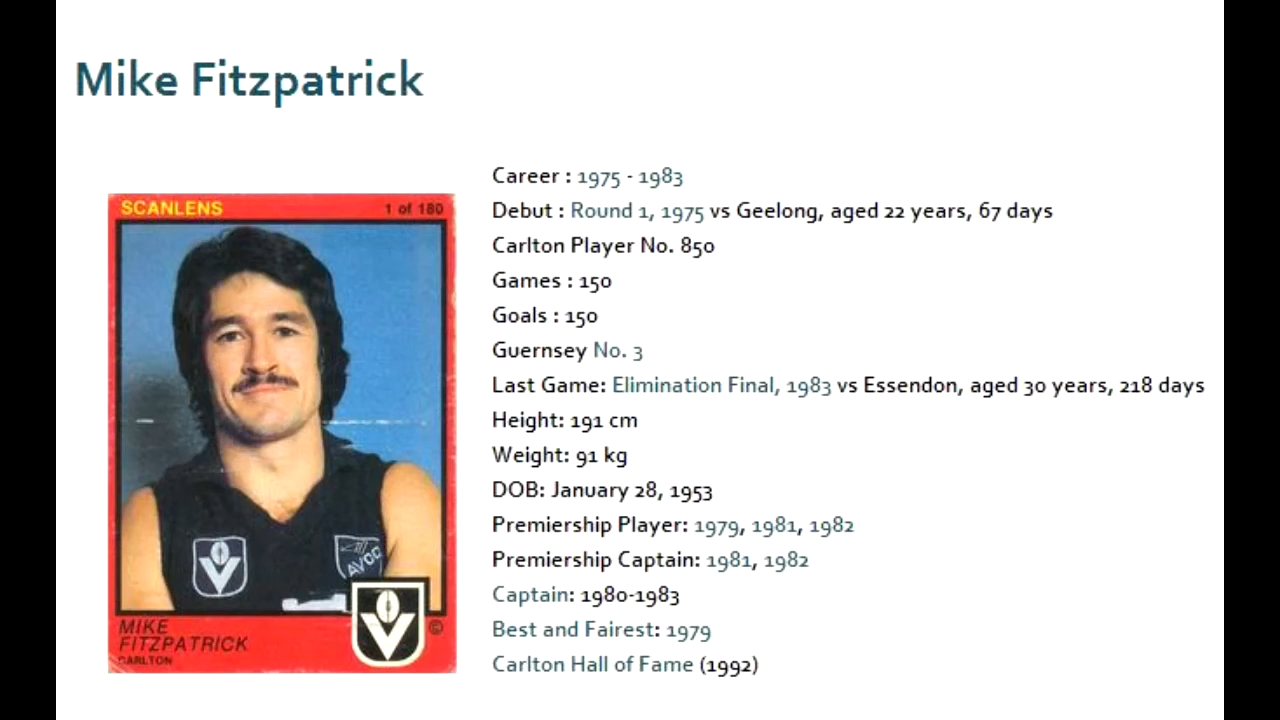 Mike Fitzpatrick
SCANLENS
1 of 180
MIKE
FITZPATRICK
CARLTON
©
AVCO
Career : 1975 - 1983
Debut : Round 1, 1975 vs Geelong, aged 22 years, 67 days
Carlton Player No. 850
Games : 150
Goals : 150
Guernsey No. 3
Last Game: Elimination Final, 1983 vs Essendon, aged 30 years, 218 days
Height: 191 cm
Weight: 91 kg
DOB: January 28, 1953
Premiership Player: 1979, 1981, 1982
Premiership Captain: 1981, 1982
Captain: 1980-1983
Best and Fairest: 1979
Carlton Hall of Fame (1992)